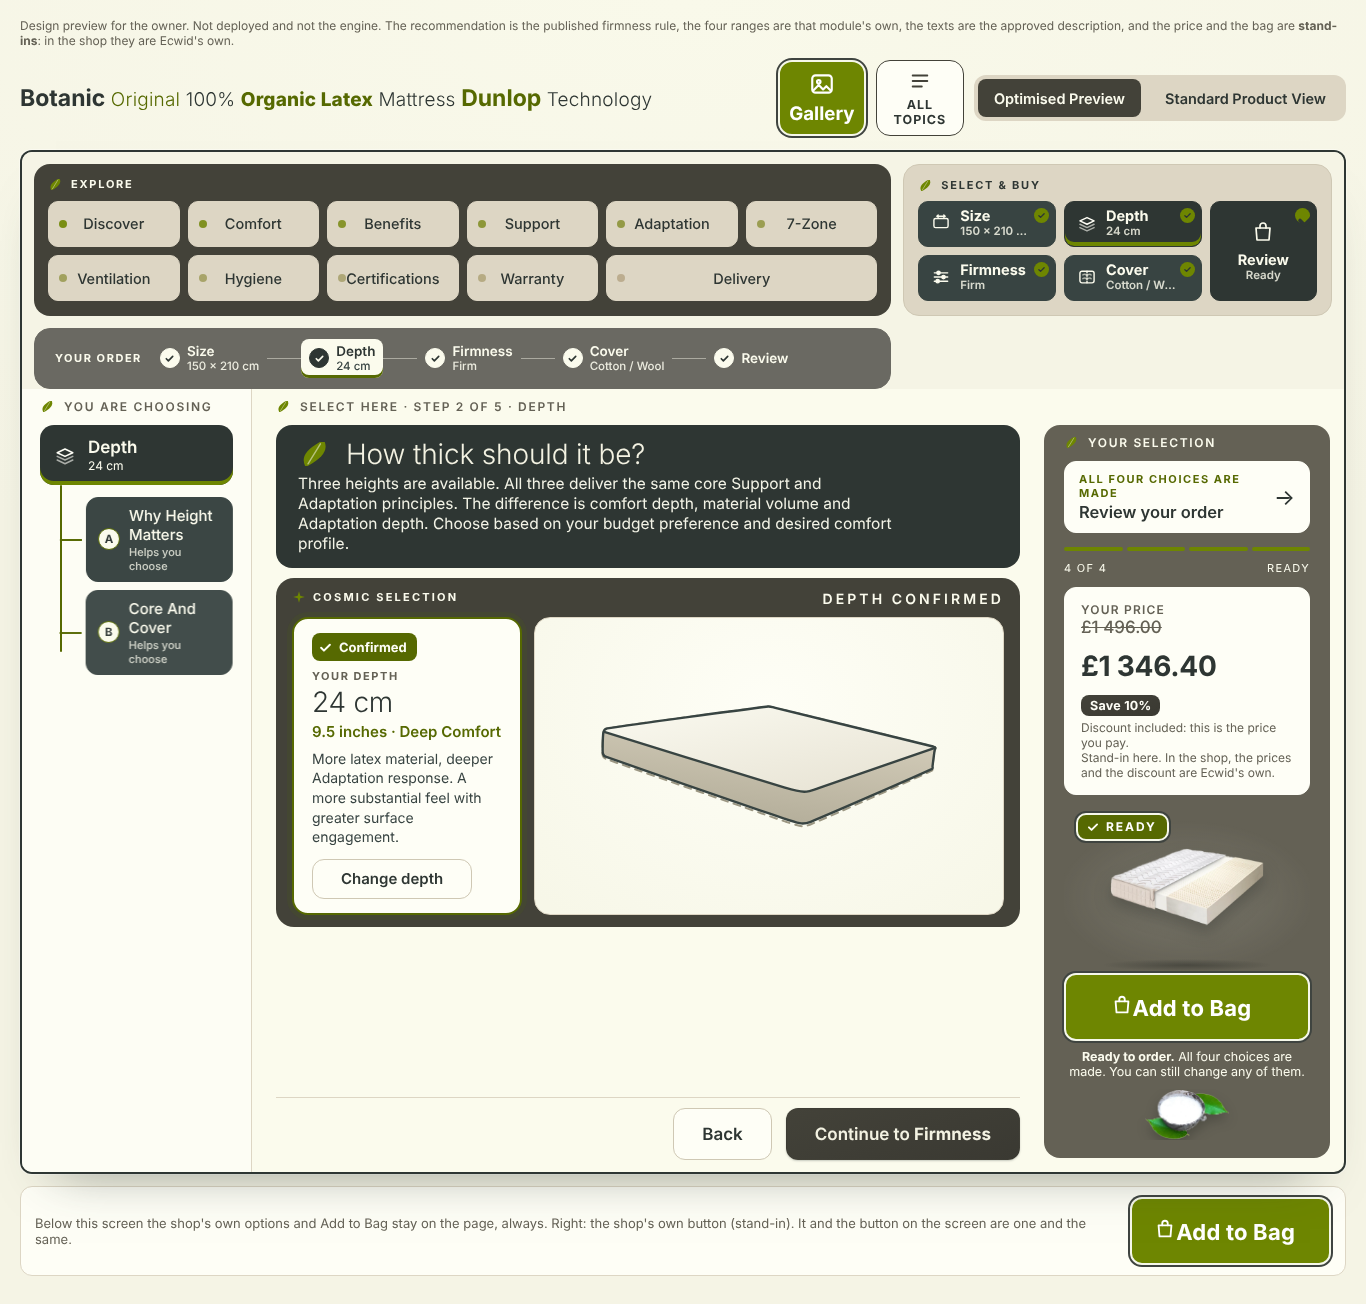 Design preview for the owner. Not deployed and not the engine. The recommendation is the published firmness rule, the four ranges are that module's own, the texts are the approved description, and the price and the bag are stand-
ins: in the shop they are Ecwid's own.
Botanic Original 100% Organic Latex Mattress Dunlop Technology
Gallery
ALL
TOPICS
Optimised Preview
Standard Product View
EXPLORE
Discover
Comfort
Benefits
Support
Adaptation
7-Zone
Ventilation
Hygiene
Certifications
Warranty
Delivery
SELECT & BUY
Size
150 × 210 ...
Depth
24 cm
Firmness
Firm
Cover
Cotton / W...
Review
Ready
YOUR ORDER
Size
150 × 210 cm
Depth
24 cm
Firmness
Firm
Cover
Cotton / Wool
Review
YOU ARE CHOOSING
Depth
24 cm
A
Why Height
Matters
Helps you
choose
B
Core And
Cover
Helps you
choose
SELECT HERE · STEP 2 OF 5 · DEPTH
How thick should it be?
Three heights are available. All three deliver the same core Support and
Adaptation principles. The difference is comfort depth, material volume and
Adaptation depth. Choose based on your budget preference and desired comfort
profile.
COSMIC SELECTION
DEPTH CONFIRMED
Confirmed
YOUR DEPTH
24 cm
9.5 inches · Deep Comfort
More latex material, deeper
Adaptation response. A
more substantial feel with
greater surface
engagement.
Change depth
Back
Continue to Firmness
YOUR SELECTION
ALL FOUR CHOICES ARE
MADE
Review your order
4 OF 4
READY
YOUR PRICE
£1 496.00
£1 346.40
Save 10%
Discount included: this is the price
you pay.
Stand-in here. In the shop, the prices
and the discount are Ecwid's own.
READY
Add to Bag
Ready to order. All four choices are
made. You can still change any of them.
Below this screen the shop's own options and Add to Bag stay on the page, always. Right: the shop's own button (stand-in). It and the button on the screen are one and the
same.
Add to Bag